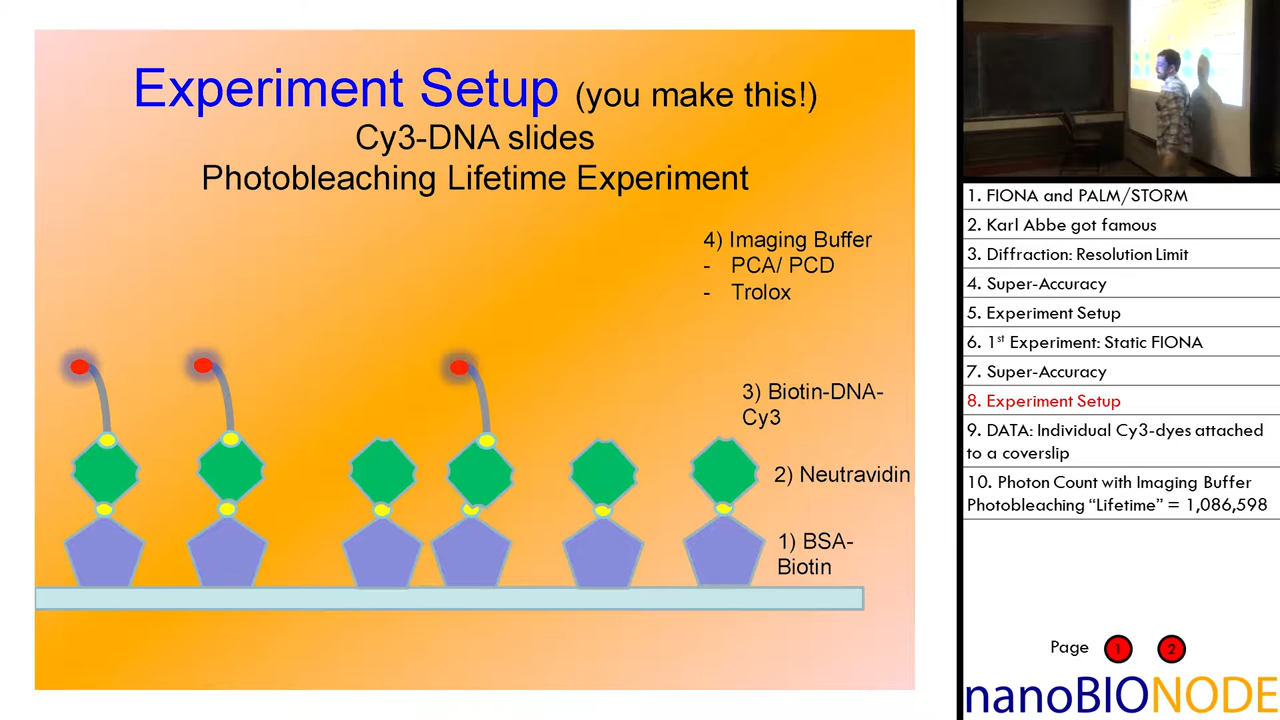 Experiment Setup (you make this!)
Cy3-DNA slides
Photobleaching Lifetime Experiment
4) Imaging Buffer
- PCA/ PCD
- Trolox
3) Biotin-DNA-
Cy3
2) Neutravidin
1) BSA-
Biotin
1. FIONA and PALM/STORM
2. Karl Abbe got famous
3. Diffraction: Resolution Limit
4. Super-Accuracy
5. Experiment Setup
6. 1st Experiment: Static FIONA
7. Super-Accuracy
8. Experiment Setup
9. DATA: Individual Cy3-dyes attached
to a coverslip
10. Photon Count with Imaging Buffer
Photobleaching “Lifetime” = 1,086,598
Page 1 2
nanoBIONODE